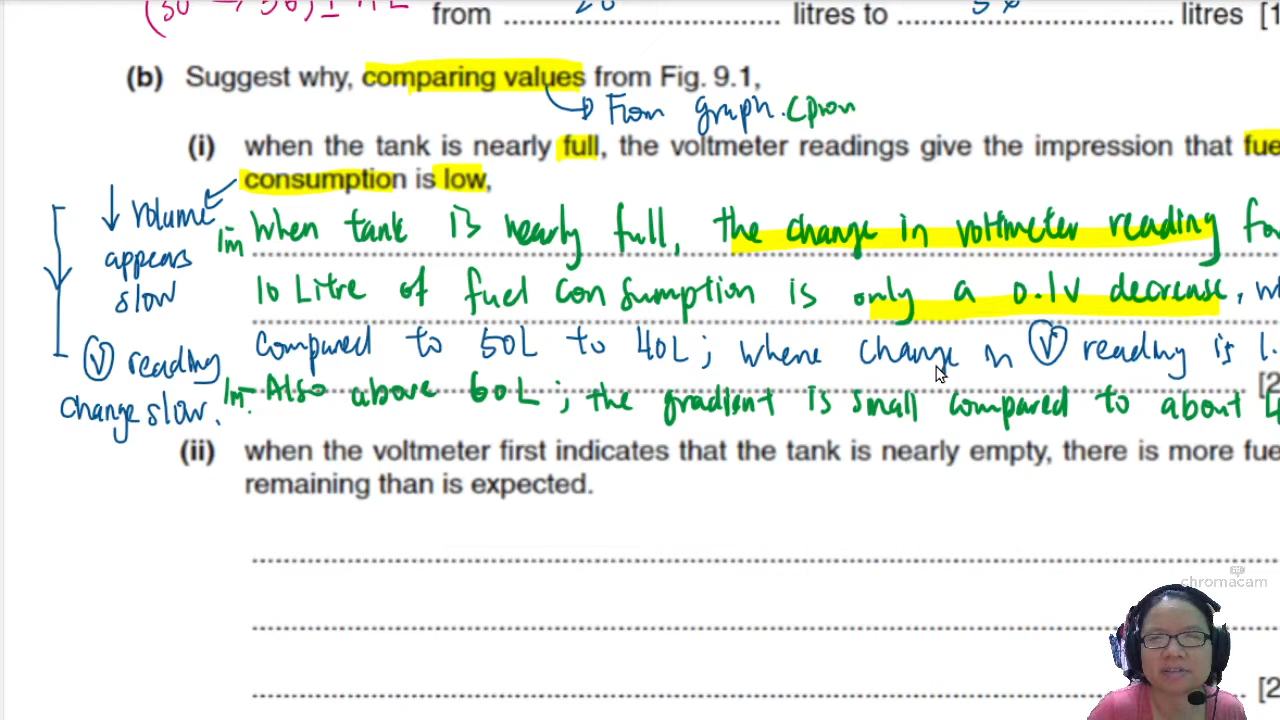 from ........ 20 ........ litres to ........ litres [1
(b) Suggest why, comparing values from Fig. 9.1,
From graph. Cpron
(i) when the tank is nearly full, the voltmeter readings give the impression that fue
consumption is low,
↓ volume appears slow
1m When tank is nearly full, the change in voltmeter reading for
10 Litre of fuel consumption is only a 0.1V decrease, w
compared to 50L to 40L; where change in V reading is 1.
[2
V reading change slow.
1m. Also above 60L; the gradient is small compared to about 4
(ii) when the voltmeter first indicates that the tank is nearly empty, there is more fue
remaining than is expected.
[2
chromacam